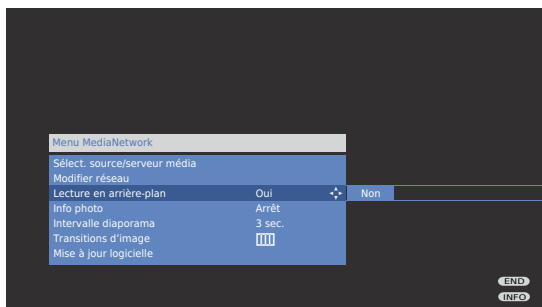 Menu MediaNetwork
Sélect. source/serveur média
Modifier réseau
Lecture en arrière-plan Oui Non
Info photo Arrêt
Intervalle diaporama 3 sec.
Transitions d’image
Mise à jour logicielle
END
INFO